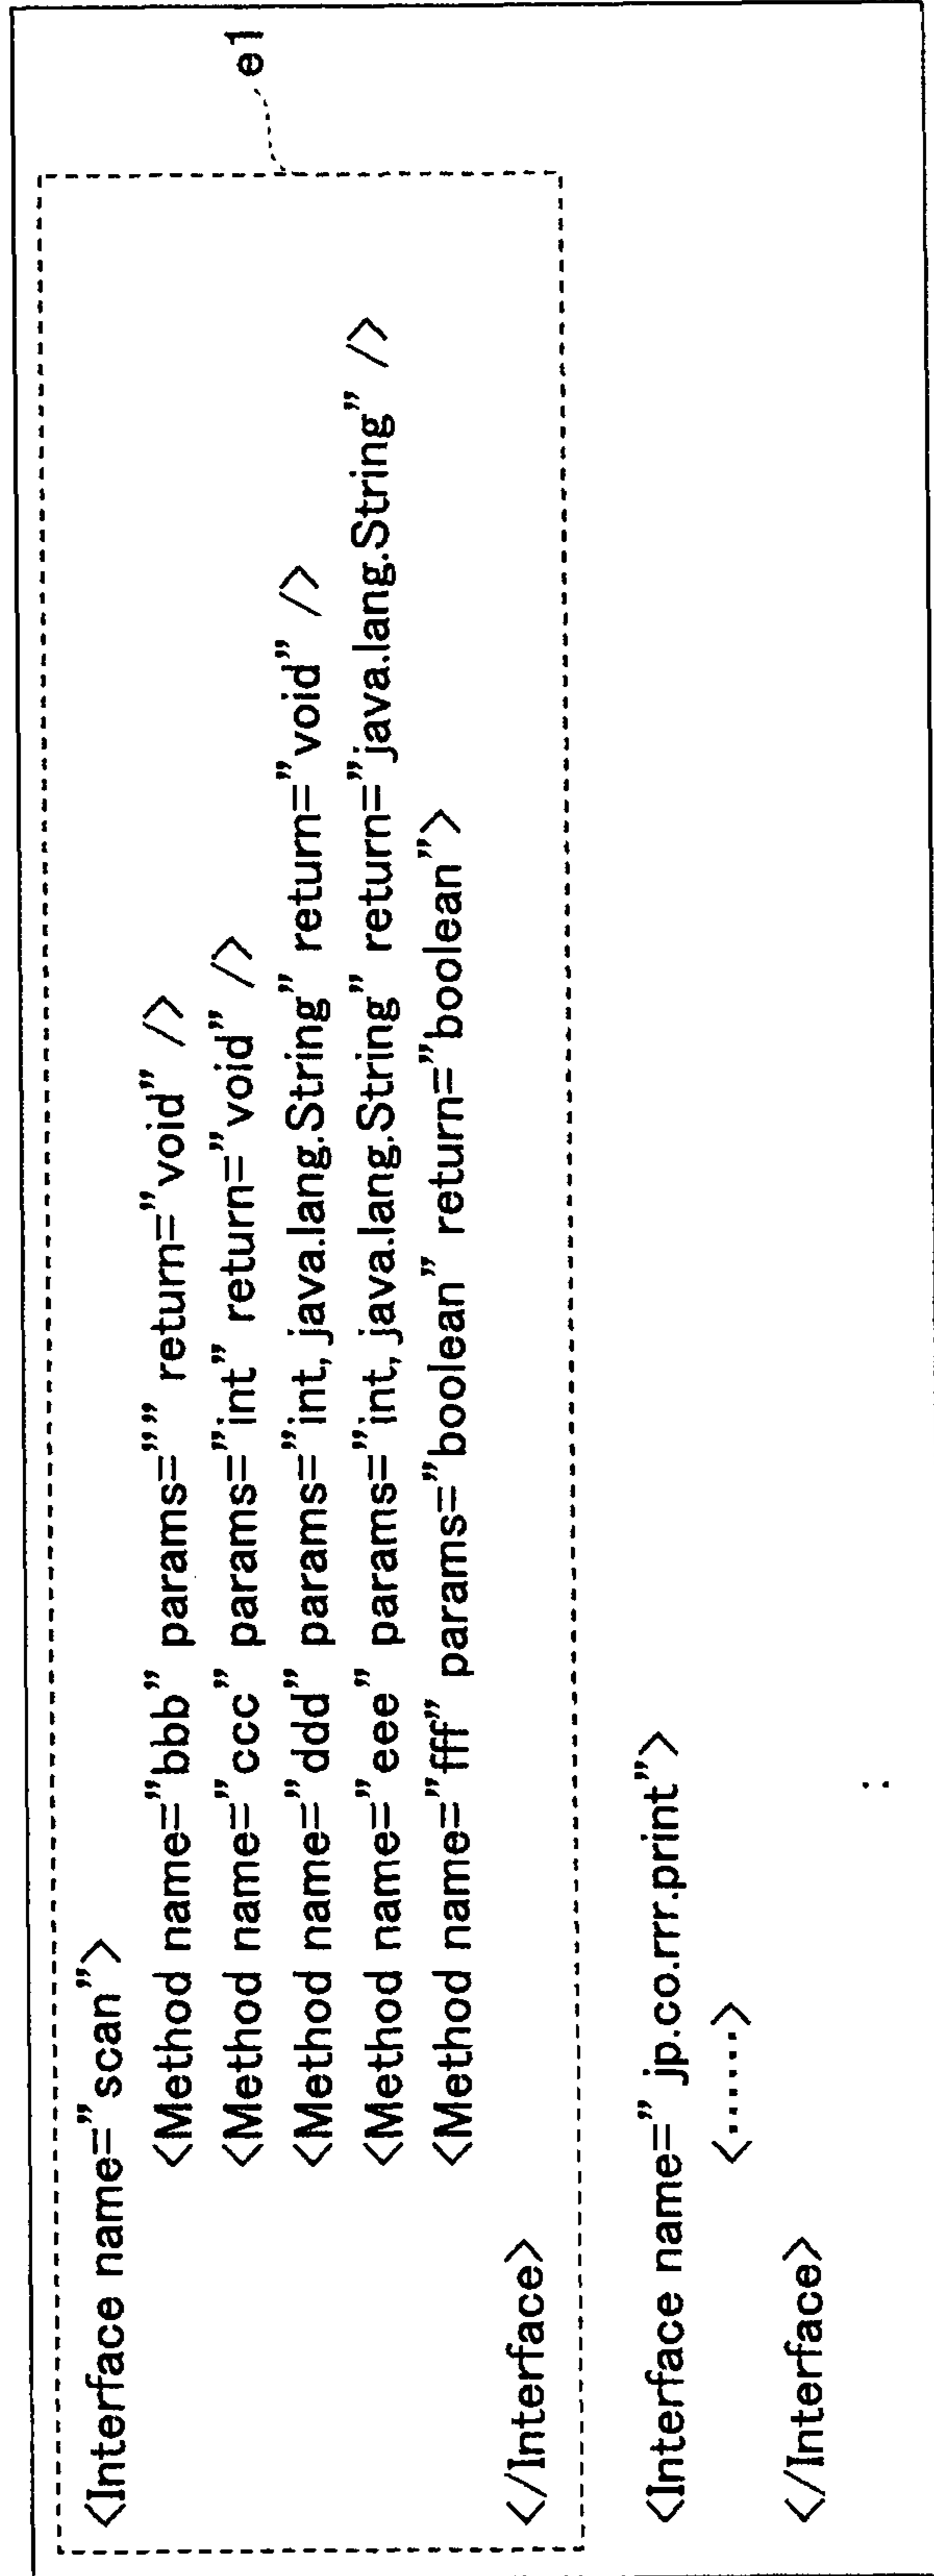 <Interface name=”scan”>
<Method name=”bbb” params=”” return=”void” />
<Method name=”ccc” params=”int” return=”void” />
<Method name=”ddd” params=”int, java.lang.String” return=”void” />
<Method name=”eee” params=”int, java.lang.String” return=”java.lang.String” />
<Method name=”fff” params=”boolean” return=”boolean”>
</Interface>
e1
<Interface name=” jp.co.rrr.print”>
<......>
</Interface>
: